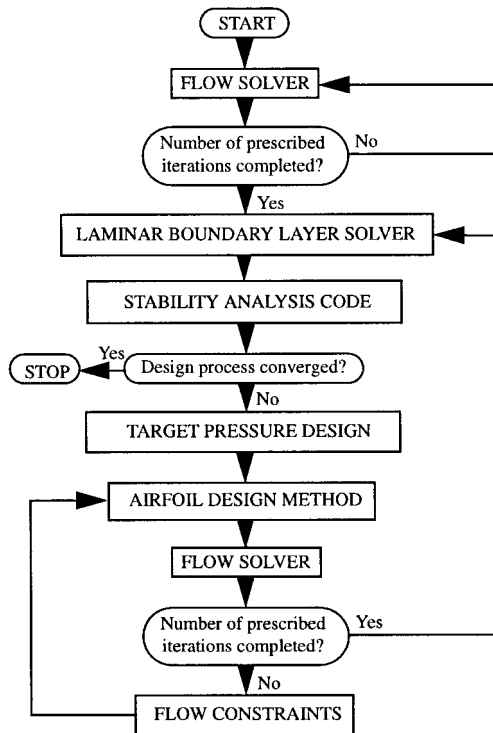 START
FLOW SOLVER
Number of prescribed
iterations completed?
No
Yes
LAMINAR BOUNDARY LAYER SOLVER
STABILITY ANALYSIS CODE
Yes
STOP
Design process converged?
No
TARGET PRESSURE DESIGN
AIRFOIL DESIGN METHOD
FLOW SOLVER
Number of prescribed
iterations completed?
Yes
No
FLOW CONSTRAINTS